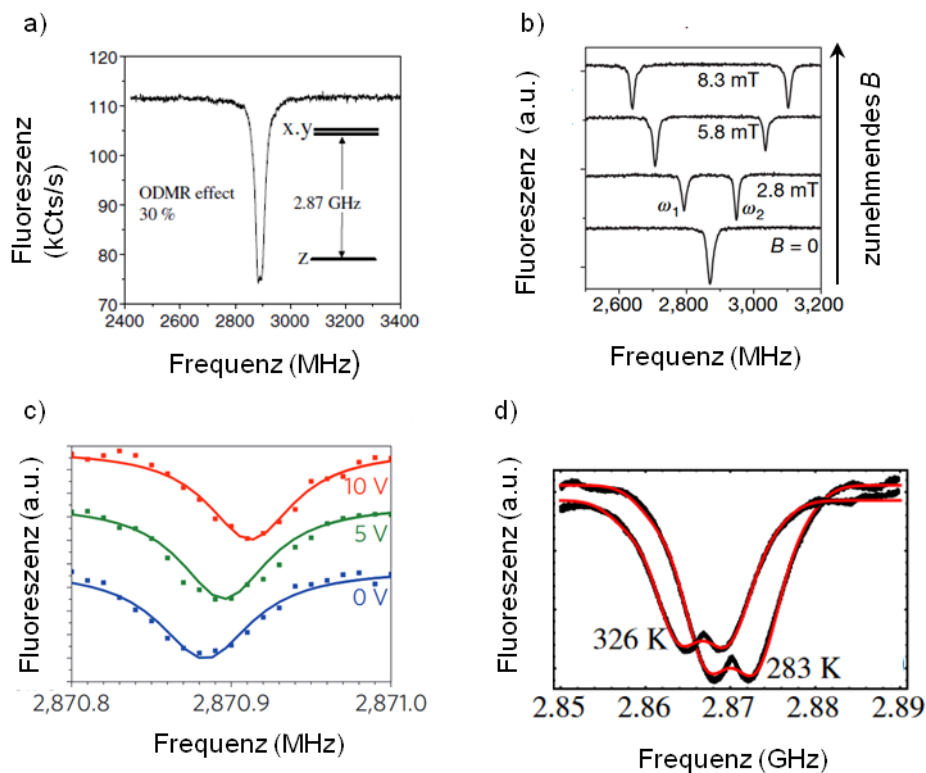 a)
Fluoreszenz
(kCts/s)
120
110
100
90
80
70
ODMR effect
30 %
x.y
2.87 GHz
z
2400 2600 2800 3000 3200 3400
Frequenz (MHz)
b)
Fluoreszenz (a.u.)
8.3 mT
5.8 mT
2.8 mT
ω1 ω2
B = 0
2,600 2,800 3,000 3,200
Frequenz (MHz)
zunehmendes B
c)
Fluoreszenz (a.u.)
10 V
5 V
0 V
2,870.8 2,870.9 2,871.0
Frequenz (MHz)
d)
Fluoreszenz (a.u.)
326 K
283 K
2.85 2.86 2.87 2.88 2.89
Frequenz (GHz)